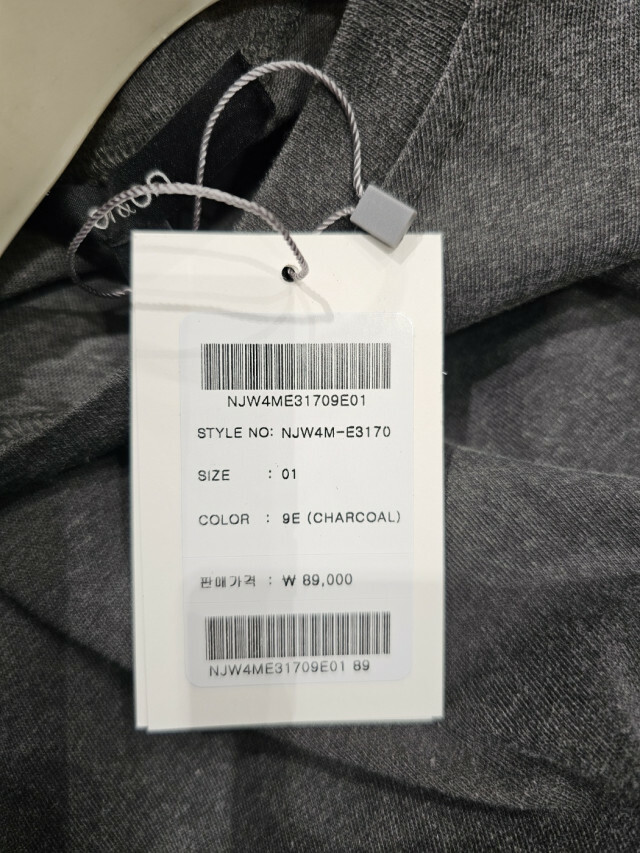 NJW4ME31709E01
STYLE NO: NJW4M-E3170
SIZE : 01
COLOR : 9E (CHARCOAL)
판매가격 : ₩ 89,000
NJW4ME31709E01 89